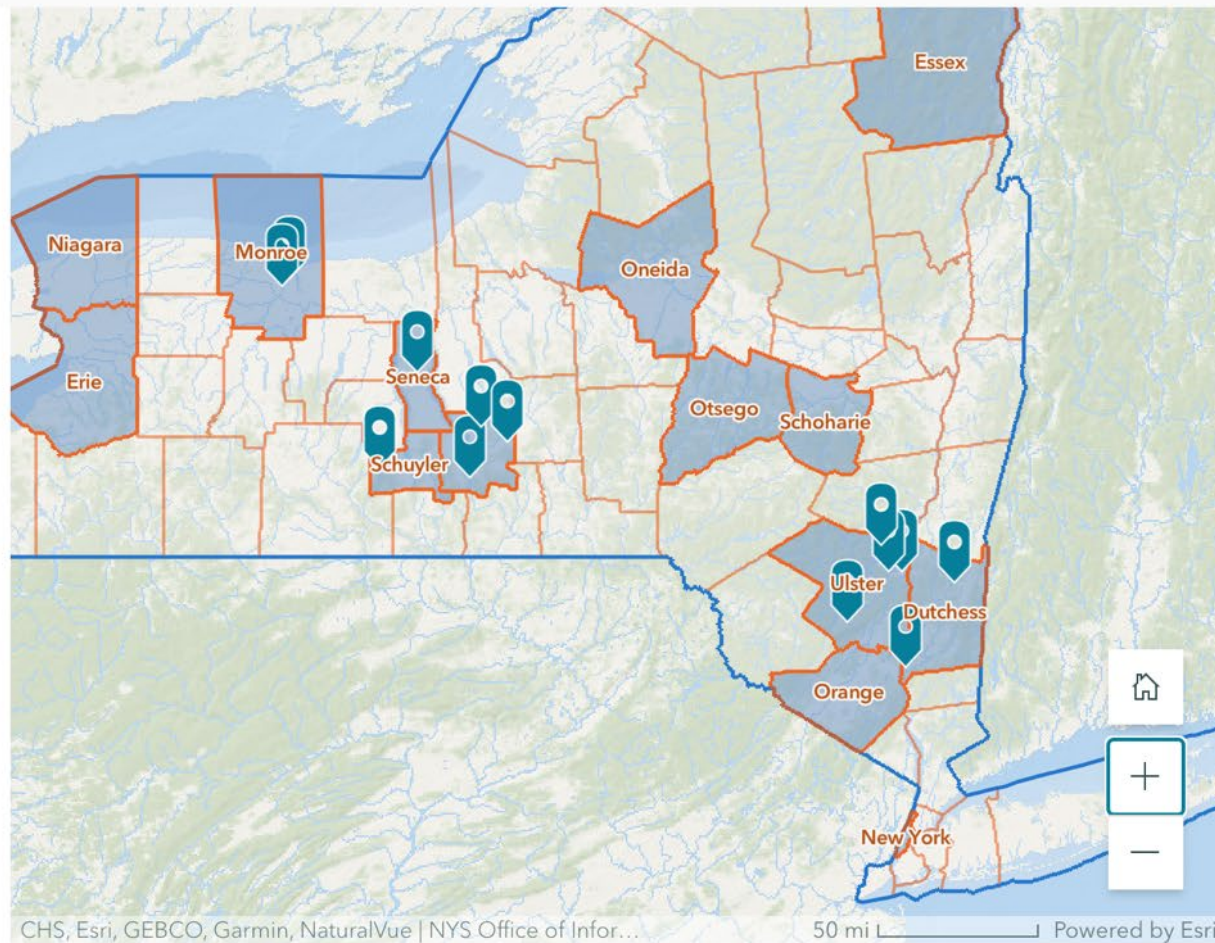 Essex
Niagara
Monroe
Oneida
Erie
Seneca
Otsego
Schoharie
Schuyler
Ulster
Dutchess
Orange
New York
CHS, Esri, GEBCO, Garmin, NaturalVue | NYS Office of Infor...
50 mi
Powered by Esri